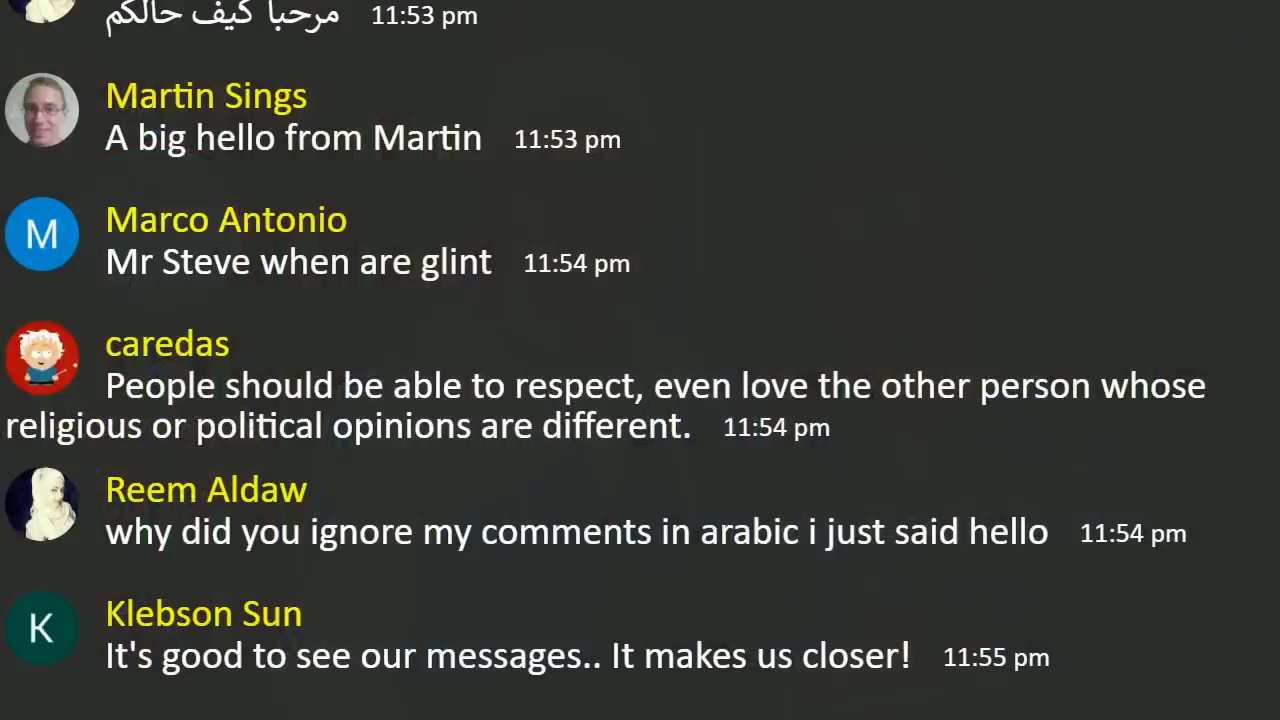 مرحبا كيف حالكم 11:53 pm
Martin Sings
A big hello from Martin 11:53 pm
M
Marco Antonio
Mr Steve when are glint 11:54 pm
caredas
People should be able to respect, even love the other person whose
religious or political opinions are different. 11:54 pm
Reem Aldaw
why did you ignore my comments in arabic i just said hello 11:54 pm
K
Klebson Sun
It's good to see our messages.. It makes us closer! 11:55 pm